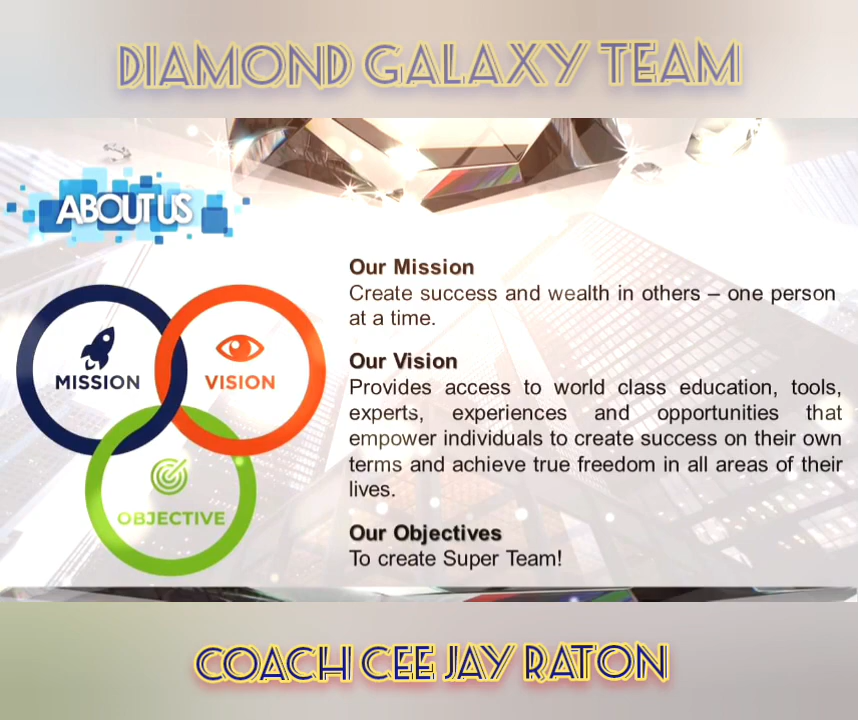 DIAMOND GALAXY TEAM
ABOUT US
MISSION
VISION
OBJECTIVE
Our Mission
Create success and wealth in others – one person
at a time.
Our Vision
Provides access to world class education, tools,
experts, experiences and opportunities that
empower individuals to create success on their own
terms and achieve true freedom in all areas of their
lives.
Our Objectives
To create Super Team!
COACH CEE JAY RATON